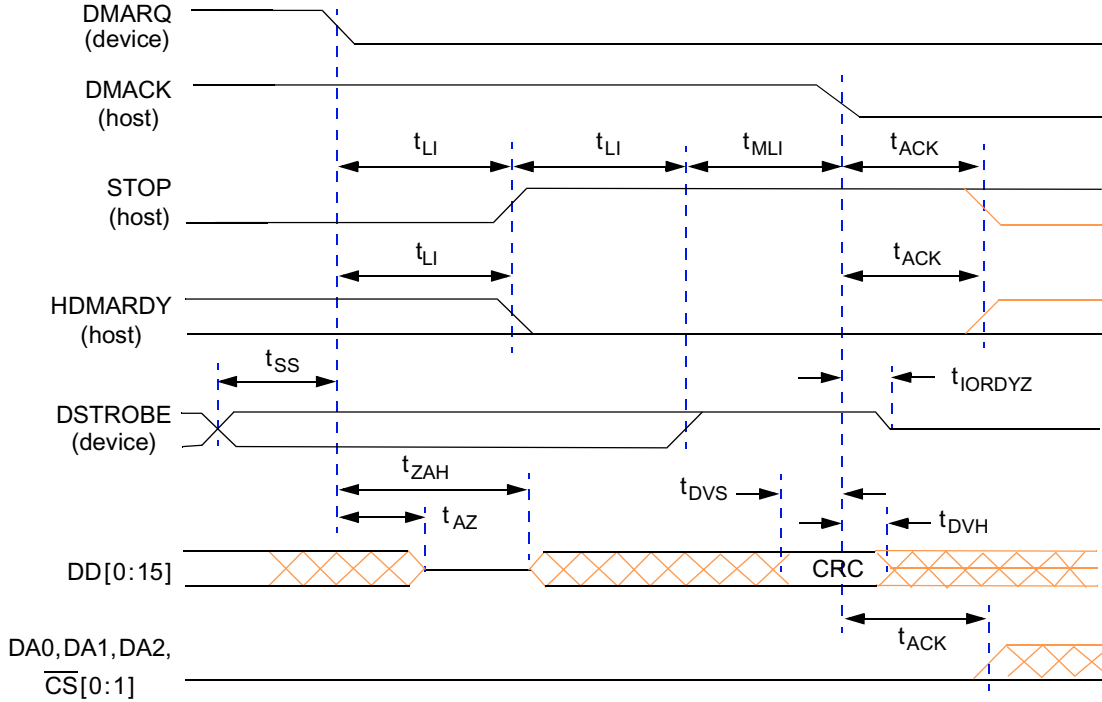 DMARQ
(device)
DMACK
(host)
tLI tLI tMLI tACK
STOP
(host)
tLI tACK
HDMARDY
(host)
tSS
tIORDYZ
DSTROBE
(device)
tZAH
tDVS
tAZ
tDVH
DD[0:15]
CRC
tACK
DA0,DA1,DA2,
C̅S̅[0:1]